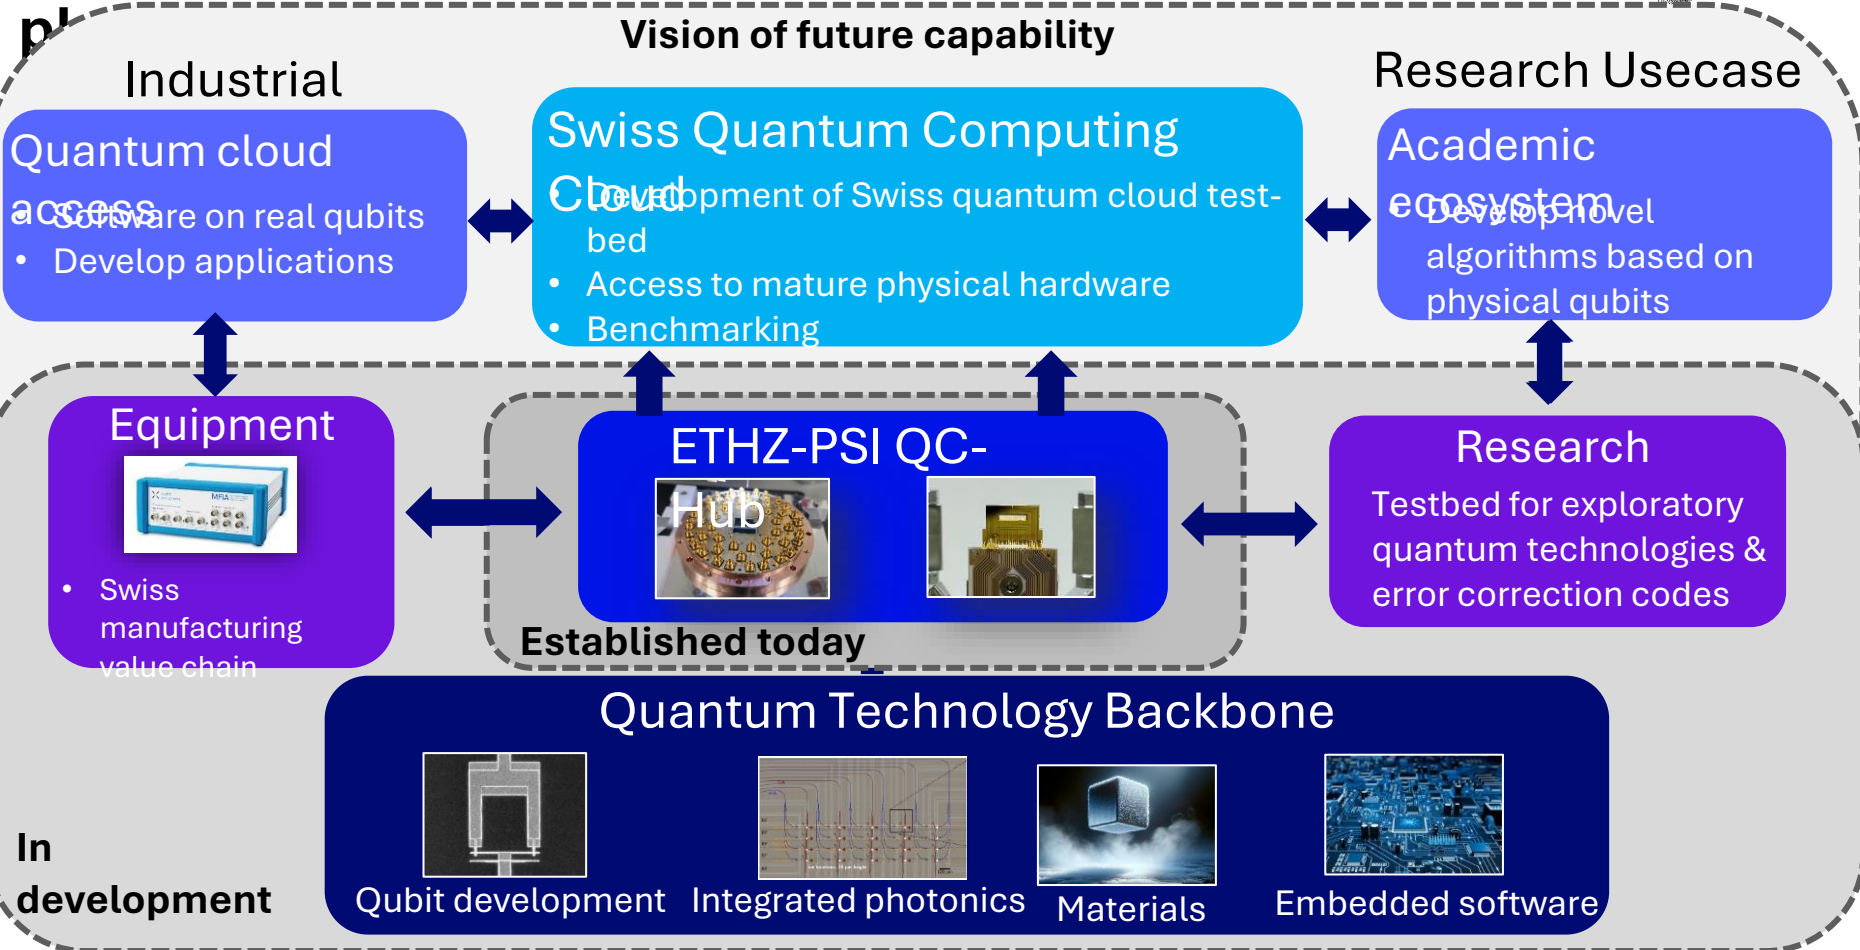 Vision of future capability
Industrial
Research Usecase
Quantum cloud
access
• Software on real qubits
• Develop applications
Swiss Quantum Computing
Cloud
• Development of Swiss quantum cloud test-
bed
• Access to mature physical hardware
• Benchmarking
Academic
ecosystem
• Develop novel
algorithms based on
physical qubits
Equipment
MFIA
• Swiss
manufacturing
value chain
ETHZ-PSI QC-
Hub
Established today
Research
Testbed for exploratory
quantum technologies &
error correction codes
Quantum Technology Backbone
Qubit development
Integrated photonics
Materials
Embedded software
In
development